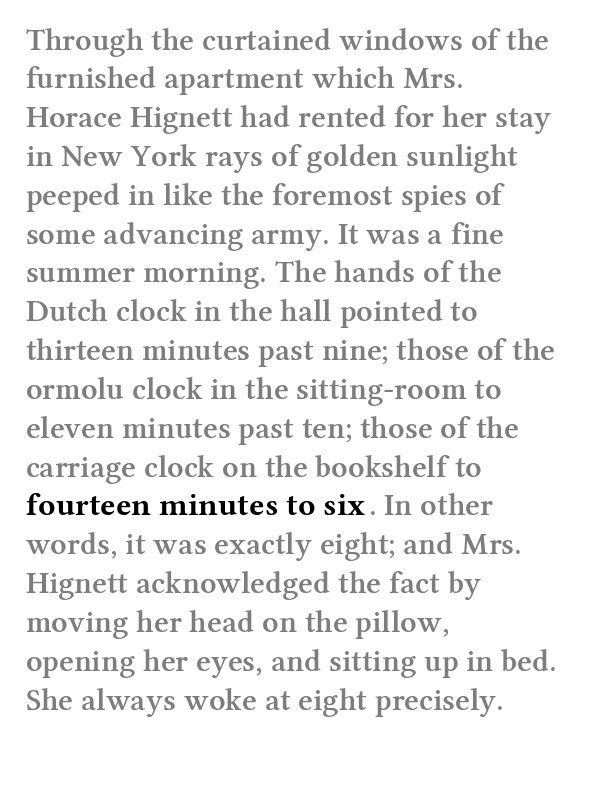 Through the curtained windows of the
furnished apartment which Mrs.
Horace Hignett had rented for her stay
in New York rays of golden sunlight
peeped in like the foremost spies of
some advancing army. It was a fine
summer morning. The hands of the
Dutch clock in the hall pointed to
thirteen minutes past nine; those of the
ormolu clock in the sitting-room to
eleven minutes past ten; those of the
carriage clock on the bookshelf to
fourteen minutes to six. In other
words, it was exactly eight; and Mrs.
Hignett acknowledged the fact by
moving her head on the pillow,
opening her eyes, and sitting up in bed.
She always woke at eight precisely.